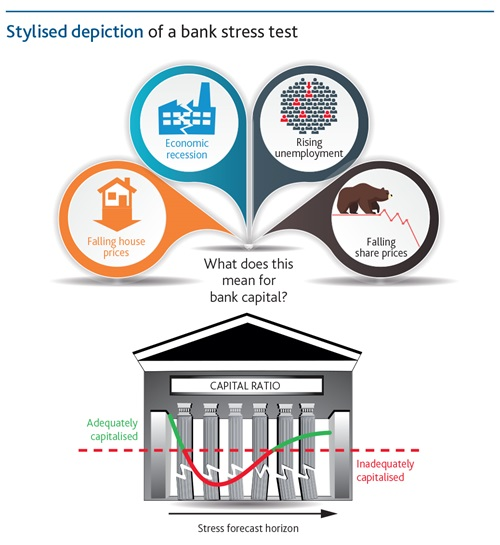 Stylised depiction of a bank stress test
Economic
recession
Rising
unemployment
Falling house
prices
Falling
share prices
What does this
mean for
bank capital?
CAPITAL RATIO
Adequately
capitalised
Inadequately
capitalised
Stress forecast horizon